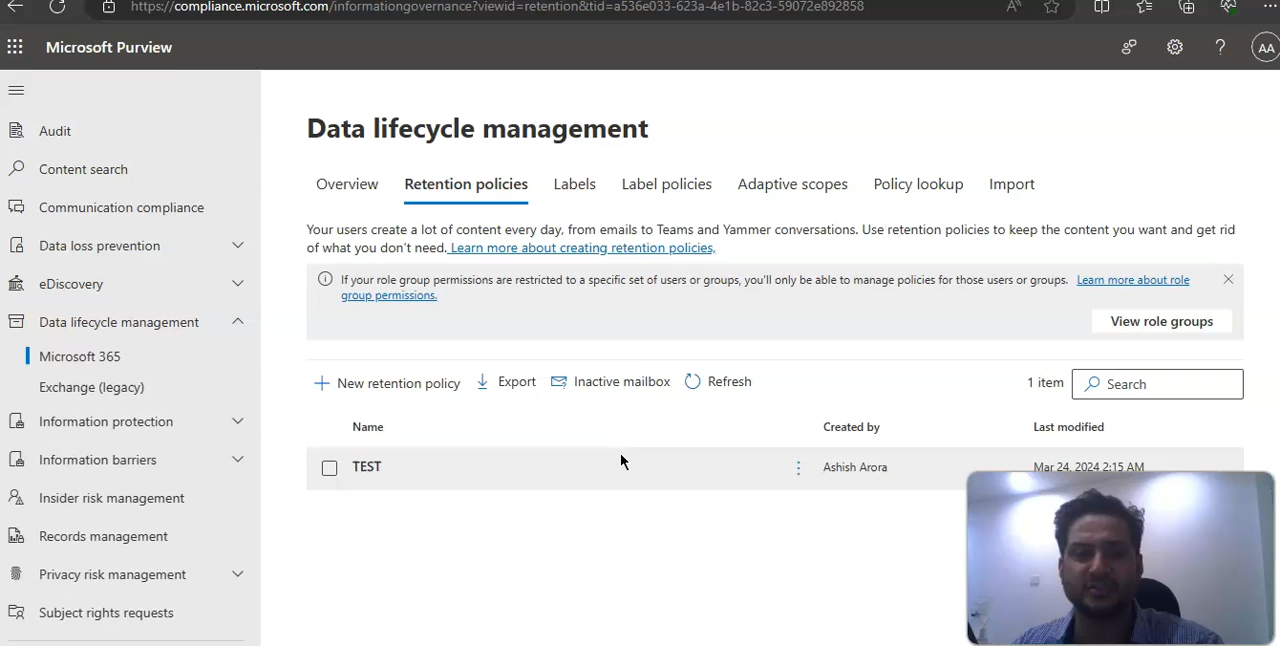 https://compliance.microsoft.com/informationgovernance?viewid=retention&tid=a536e033-623a-4e1b-82c3-59072e892858
Microsoft Purview
?
AA
Audit
Content search
Communication compliance
Data loss prevention
eDiscovery
Data lifecycle management
Microsoft 365
Exchange (legacy)
Information protection
Information barriers
Insider risk management
Records management
Privacy risk management
Subject rights requests
Data lifecycle management
Overview Retention policies Labels Label policies Adaptive scopes Policy lookup Import
Your users create a lot of content every day, from emails to Teams and Yammer conversations. Use retention policies to keep the content you want and get rid
of what you don't need. Learn more about creating retention policies.
If your role group permissions are restricted to a specific set of users or groups, you'll only be able to manage policies for those users or groups. Learn more about role
group permissions.
View role groups
New retention policy Export Inactive mailbox Refresh 1 item Search
Name Created by Last modified
TEST Ashish Arora Mar 24, 2024 2:15 AM